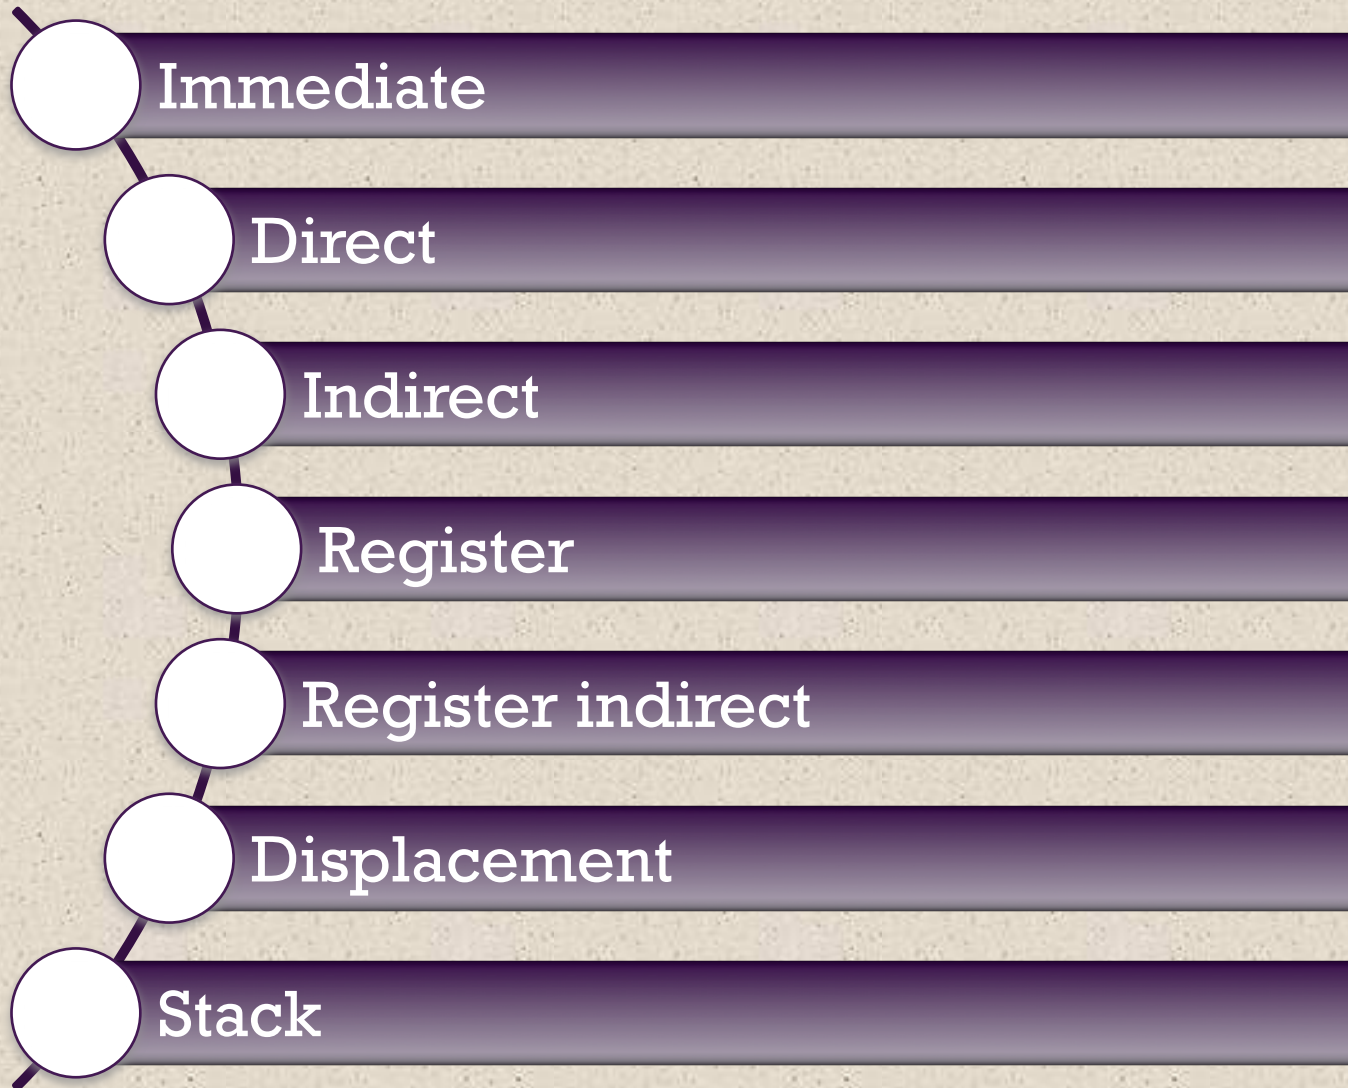 Immediate
Direct
Indirect
Register
Register indirect
Displacement
Stack